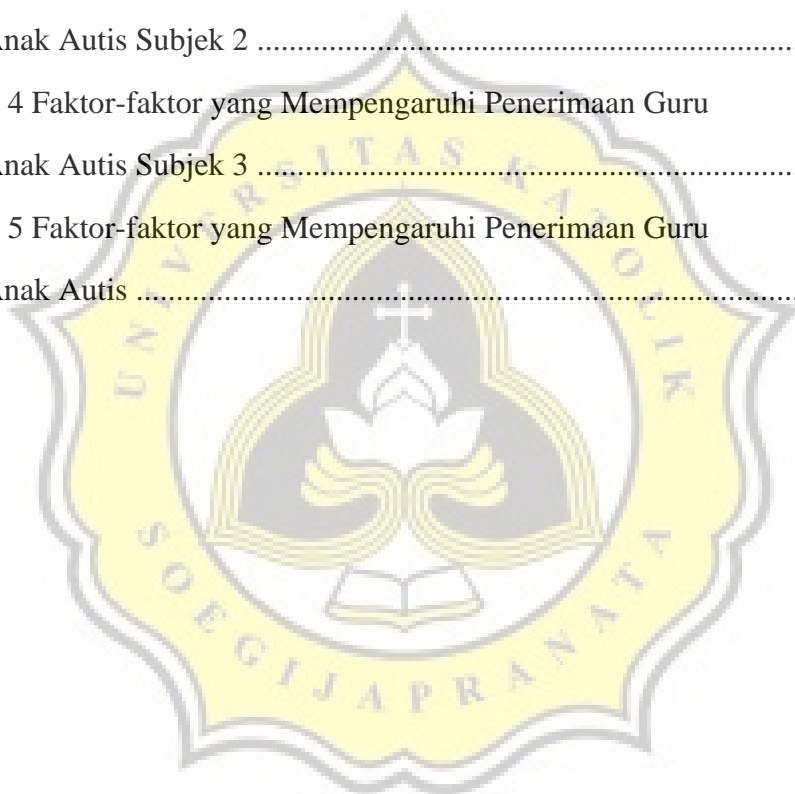 Anak Autis Subjek 2 ....................................................................
4 Faktor-faktor yang Mempengaruhi Penerimaan Guru
Anak Autis Subjek 3 ....................................................................
5 Faktor-faktor yang Mempengaruhi Penerimaan Guru
Anak Autis ...................................................................................
UNIVERSITAS KATOLIK
SOEGIJAPRANATA